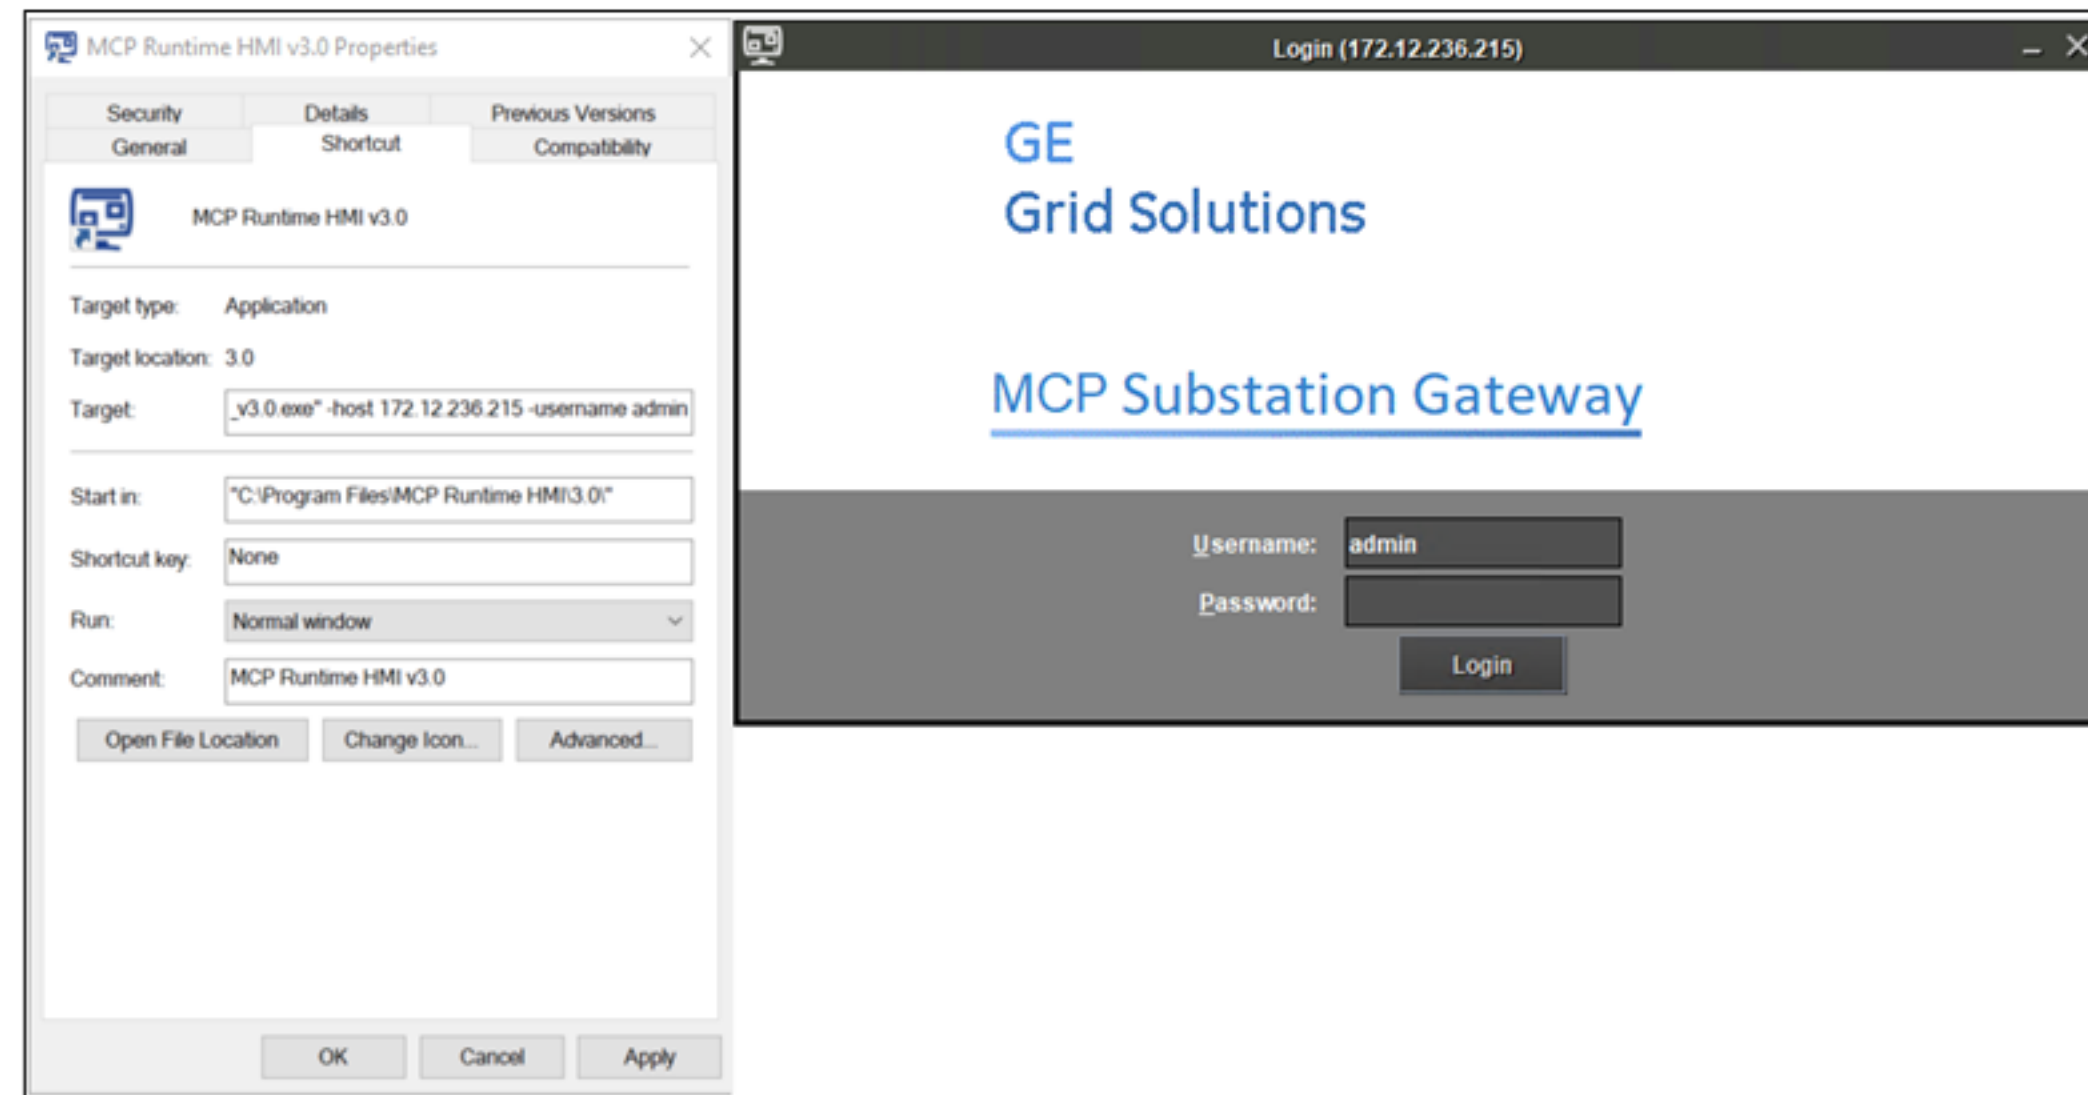 MCP Runtime HMI v3.0 Properties
Security Details Previous Versions
General Shortcut Compatibility
MCP Runtime HMI v3.0
Target type: Application
Target location: 3.0
Target: _v3.0.exe" -host 172.12.236.215 -username admin
Start in: "C:\Program Files\MCP Runtime HMI\3.0\"
Shortcut key: None
Run: Normal window
Comment: MCP Runtime HMI v3.0
Open File Location Change Icon... Advanced...
OK Cancel Apply
Login (172.12.236.215)
GE
Grid Solutions
MCP Substation Gateway
Username: admin
Password:
Login